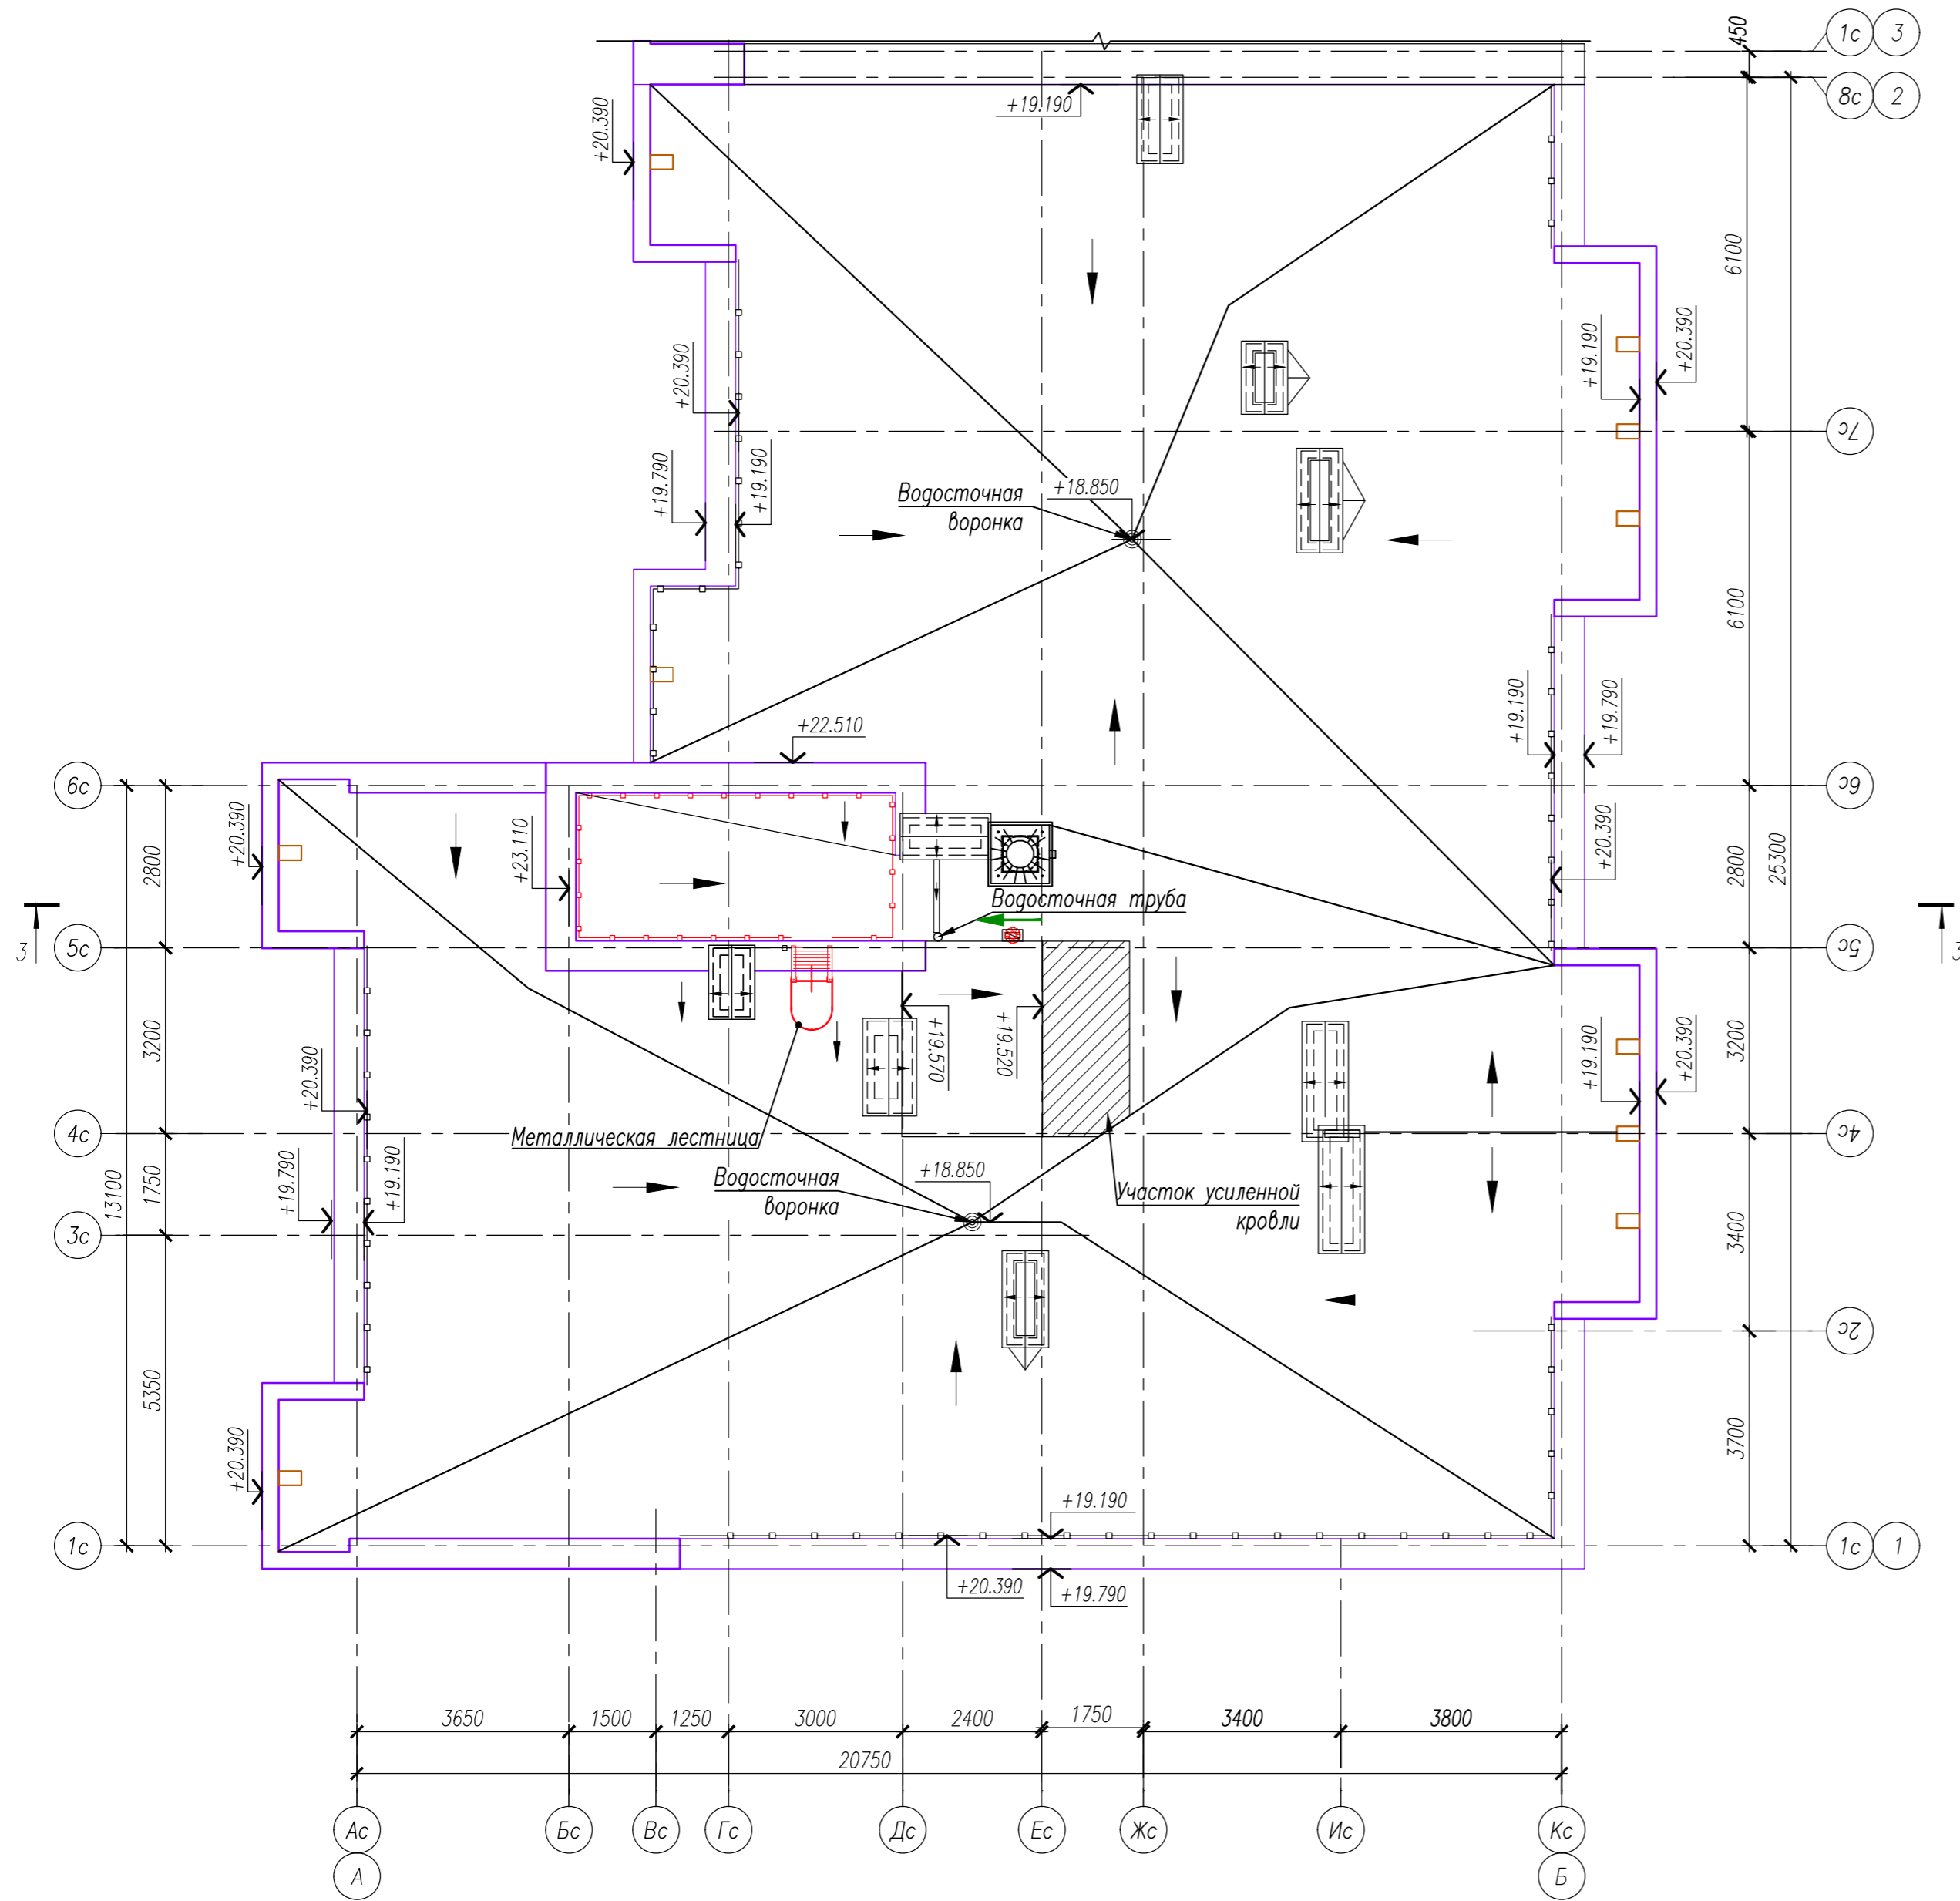 450
1с 3
8с 2
+19.190
+20.390
6100
+20.390
+19.190
+20.390
7с
+19.790
+19.190
Водосточная
воронка
+18.850
6100
+22.510
+19.190
+19.790
6с
6с
+20.390
2800
+23.110
+20.390
2800
25300
Водосточная труба
3
5с
5с
3
3200
+20.390
+19.570
+19.520
3200
+19.190
+20.390
4с
Металлическая лестница
4с
13100
1750
+19.790
+19.190
Водосточная
воронка
+18.850
Участок усиленной
кровли
3с
3400
2с
5350
3700
+20.390
+19.190
1с
1с 1
+20.390
+19.790
3650
1500
1250
3000
2400
1750
3400
3800
20750
Ас
Бс
Вс
Гс
Дс
Ес
Жс
Ис
Кс
А
Б